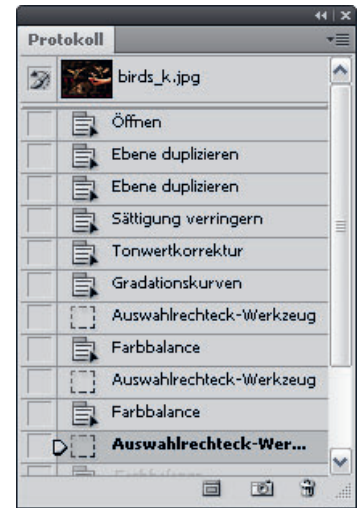 Protokoll
birds_k.jpg
Öffnen
Ebene duplizieren
Ebene duplizieren
Sättigung verringern
Tonwertkorrektur
Gradationskurven
Auswahlrechteck-Werkzeug
Farbbalance
Auswahlrechteck-Werkzeug
Farbbalance
Auswahlrechteck-Wer...
Farbbalance